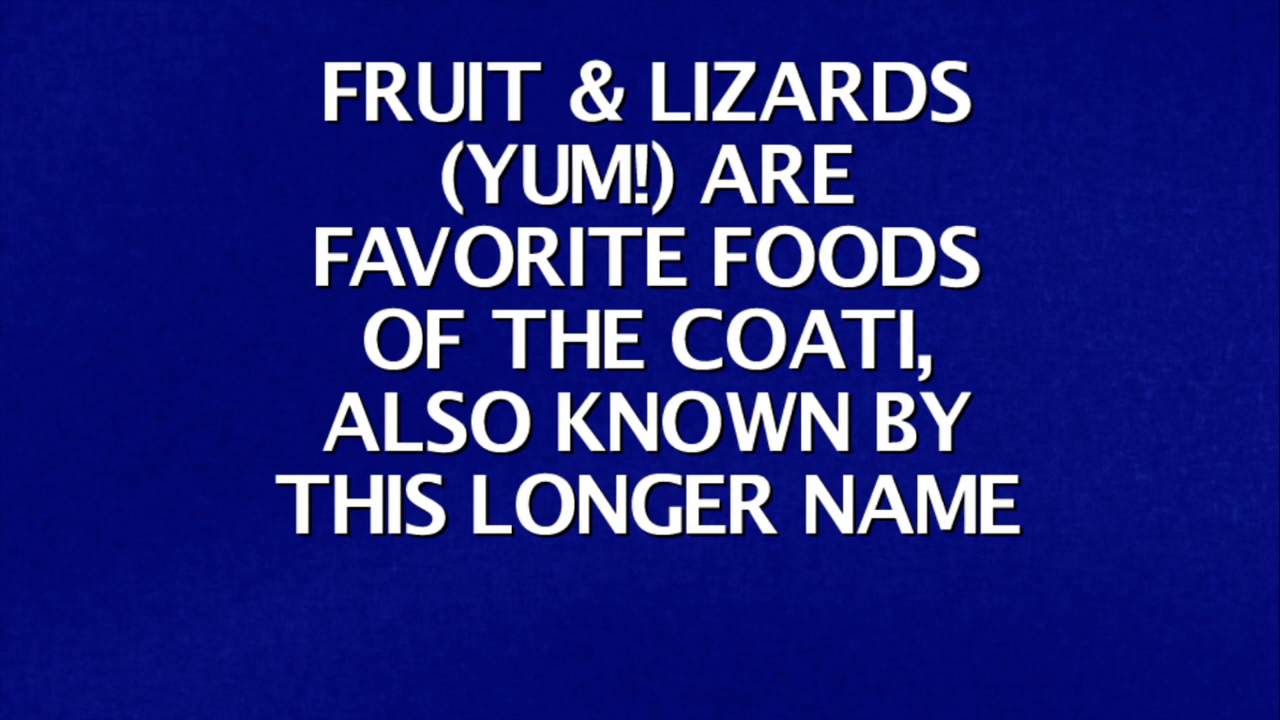 FRUIT & LIZARDS
(YUM!) ARE
FAVORITE FOODS
OF THE COATI,
ALSO KNOWN BY
THIS LONGER NAME